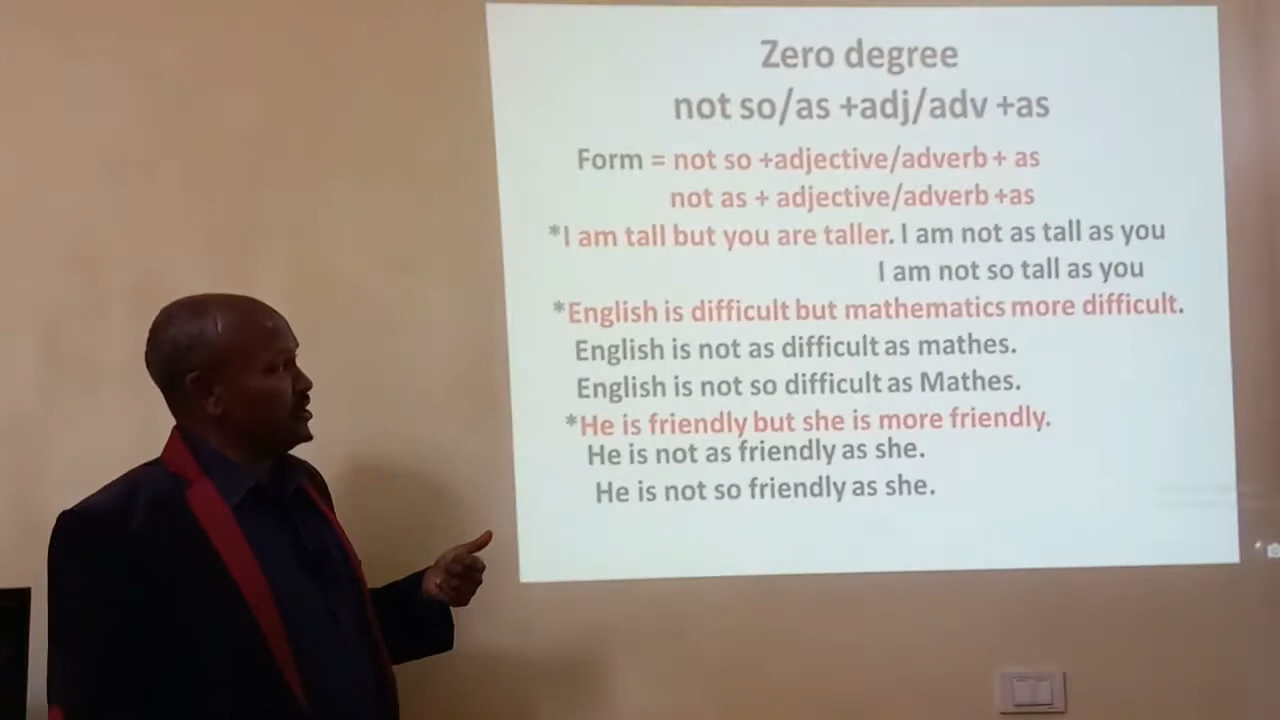 Zero degree
not so/as +adj/adv +as
Form = not so +adjective/adverb + as
not as + adjective/adverb +as
*I am tall but you are taller. I am not as tall as you
I am not so tall as you
*English is difficult but mathematics more difficult.
English is not as difficult as mathes.
English is not so difficult as Mathes.
*He is friendly but she is more friendly.
He is not as friendly as she.
He is not so friendly as she.